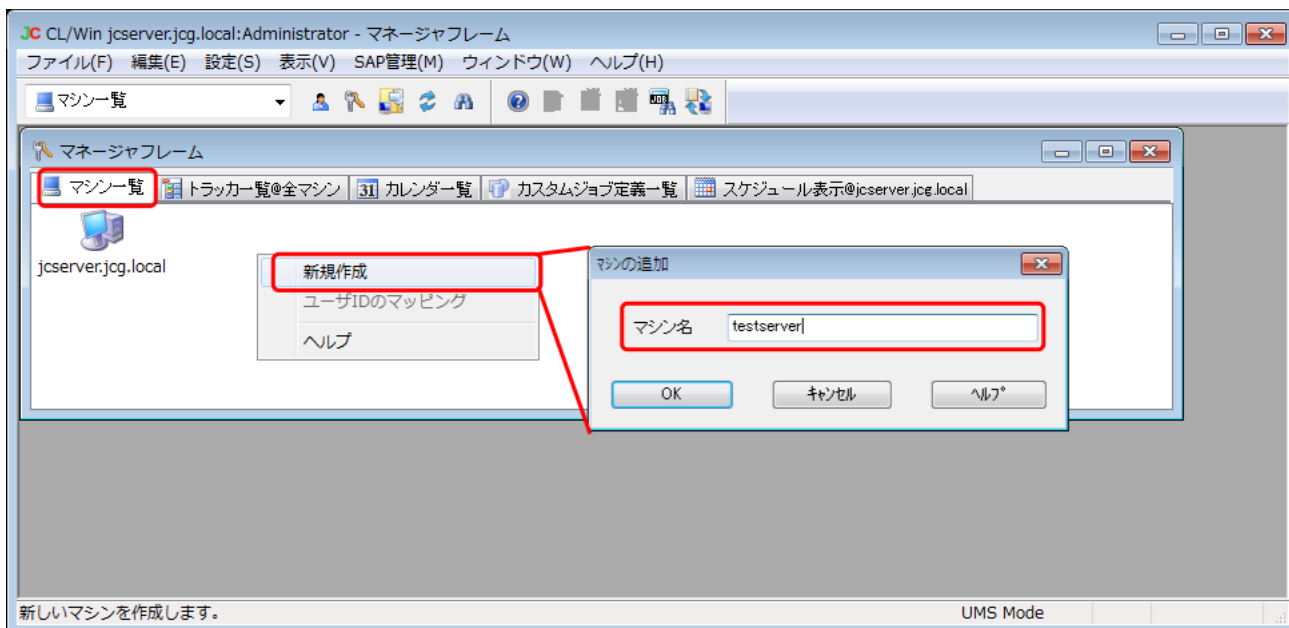 JC CL/Win jcserver.jcg.local:Administrator - マネージャフレーム
ファイル(F) 編集(E) 設定(S) 表示(V) SAP管理(M) ウィンドウ(W) ヘルプ(H)
マシン一覧
マネージャフレーム
マシン一覧 トラッカ一覧@全マシン 31 カレンダ一覧 カスタムジョブ定義一覧 スケジュール表示@jcserver.jcg.local
jcserver.jcg.local
新規作成
ユーザIDのマッピング
ヘルプ
ﾏｼﾝの追加
マシン名 testserver
OK ｷｬﾝｾﾙ ﾍﾙﾌﾟ
新しいマシンを作成します。 UMS Mode